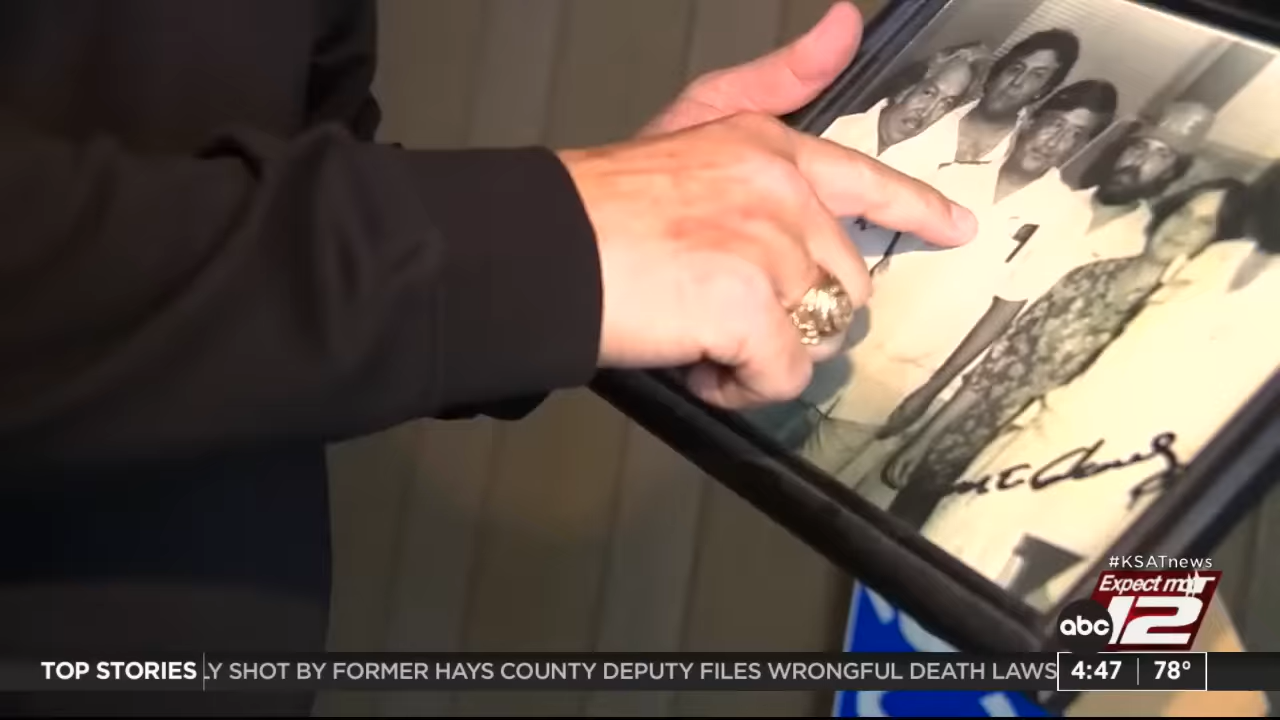 #KSATnews
Expect more
abc 12
TOP STORIES
LY SHOT BY FORMER HAYS COUNTY DEPUTY FILES WRONGFUL DEATH LAWS
4:47 78°